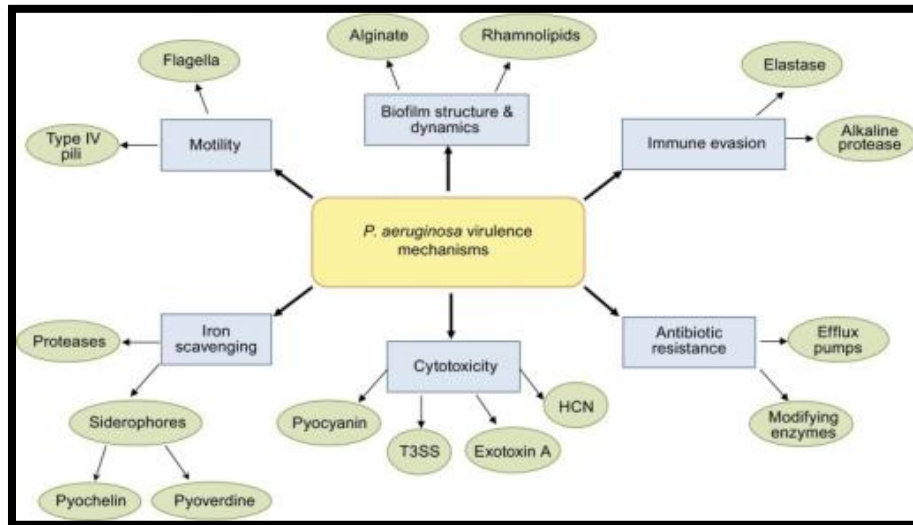 Alginate
Rhamnolipids
Flagella
Elastase
Biofilm structure &
dynamics
Type IV
pili
Motility
Immune evasion
Alkaline
protease
P. aeruginosa virulence
mechanisms
Proteases
Iron
scavenging
Antibiotic
resistance
Efflux
pumps
Cytotoxicity
Siderophores
Pyocyanin
HCN
Modifying
enzymes
T3SS
Exotoxin A
Pyochelin
Pyoverdine